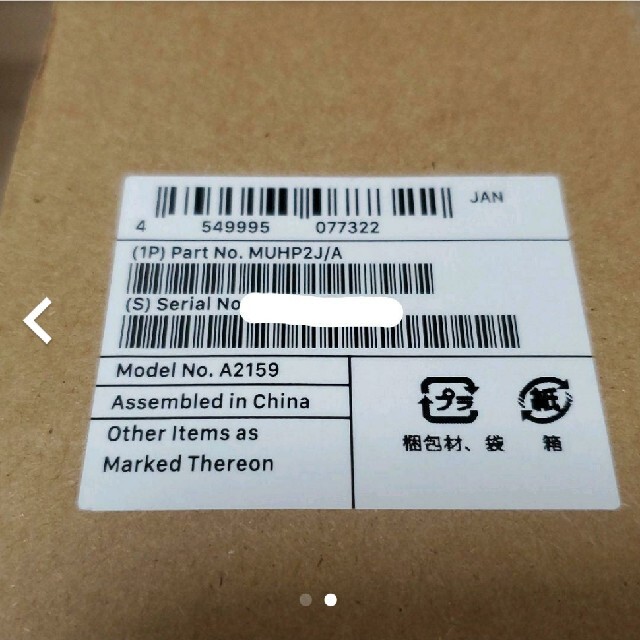 JAN
4 549995 077322
(1P) Part No. MUHP2J/A
(S) Serial No
Model No. A2159
Assembled in China
Other Items as
Marked Thereon
プラ 紙
梱包材、袋 箱